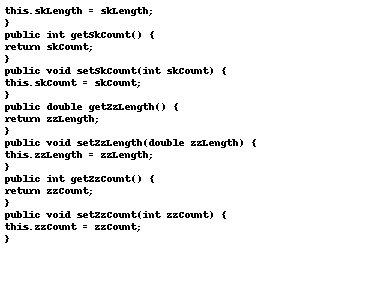 this.skLength = skLength;
}
public int getSkCount() {
return skCount;
}
public void setSkCount(int skCount) {
this.skCount = skCount;
}
public double getZzLength() {
return zzLength;
}
public void setZzLength(double zzLength) {
this.zzLength = zzLength;
}
public int getZzCount() {
return zzCount;
}
public void setZzCount(int zzCount) {
this.zzCount = zzCount;
}